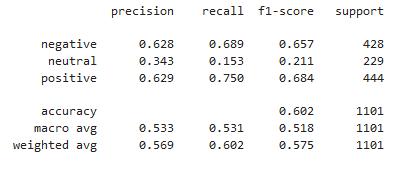 precision recall f1-score support
negative 0.628 0.689 0.657 428
neutral 0.343 0.153 0.211 229
positive 0.629 0.750 0.684 444
accuracy 0.602 1101
macro avg 0.533 0.531 0.518 1101
weighted avg 0.569 0.602 0.575 1101